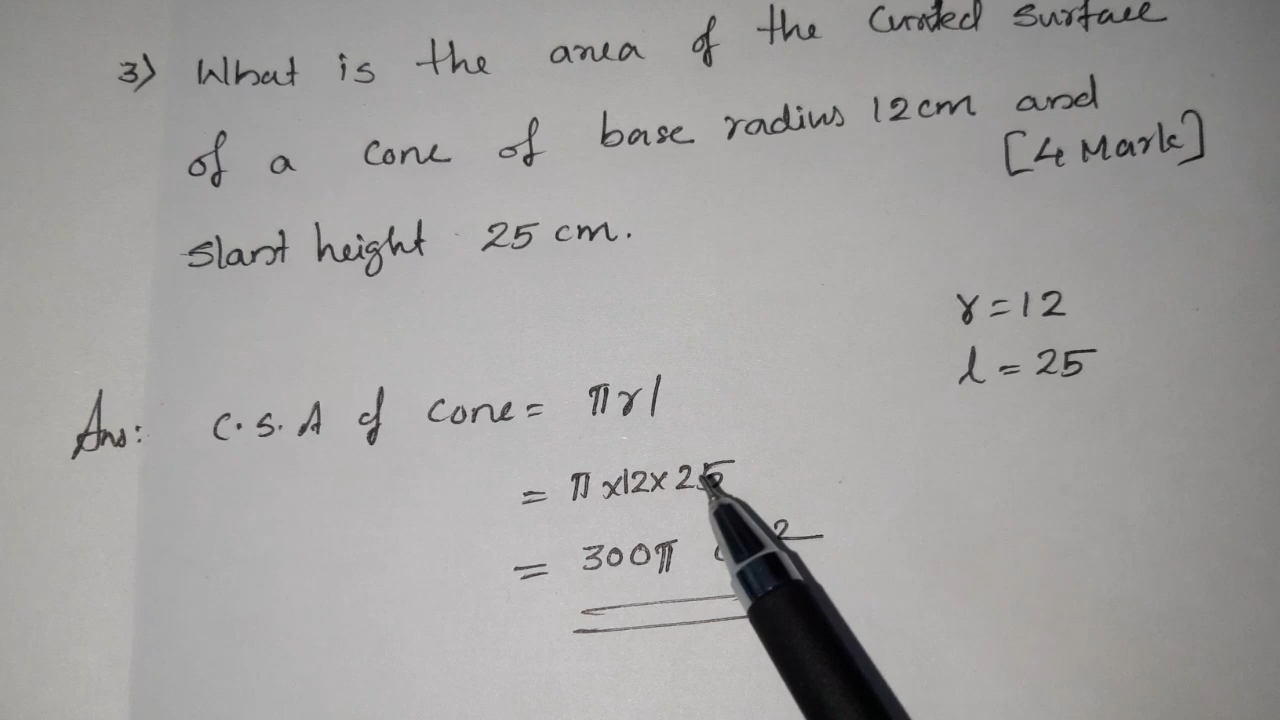 3) What is the area of the Curved Surface
of a cone of base radius 12cm and
[4 Mark]
Slant height 25 cm.
r = 12
l = 25
Ans: C.S.A of cone = πrl
= π×12×25
= 300π